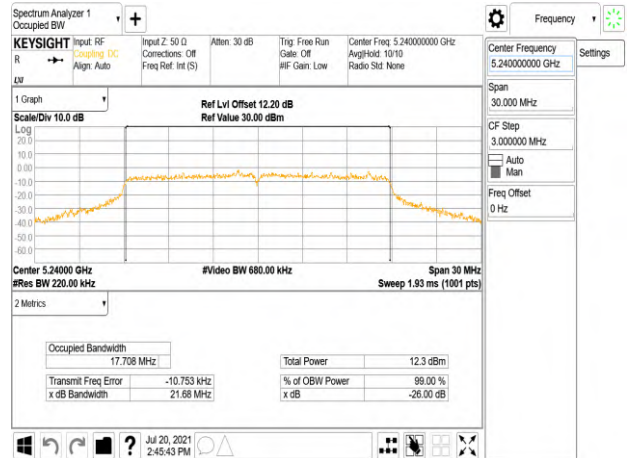 Spectrum Analyzer 1
Occupied BW
Frequency
KEYSIGHT
R
LXI
Input: RF
Coupling: DC
Align: Auto
Input Z: 50 Ω
Corrections: Off
Freq Ref: Int (S)
Atten: 30 dB
Trig: Free Run
Gate: Off
#IF Gain: Low
Center Freq: 5.240000000 GHz
Avg|Hold: 10/10
Radio Std: None
Center Frequency
5.240000000 GHz
Settings
Span
30.000 MHz
CF Step
3.000000 MHz
Auto
Man
Freq Offset
0 Hz
1 Graph
Scale/Div 10.0 dB
Ref Lvl Offset 12.20 dB
Ref Value 30.00 dBm
Log
20.0
10.0
0.00
-10.0
-20.0
-30.0
-40.0
-50.0
-60.0
Center 5.24000 GHz
#Res BW 220.00 kHz
#Video BW 680.00 kHz
Span 30 MHz
Sweep 1.93 ms (1001 pts)
2 Metrics
Occupied Bandwidth
17.708 MHz
Transmit Freq Error -10.753 kHz
x dB Bandwidth 21.68 MHz
Total Power 12.3 dBm
% of OBW Power 99.00 %
x dB -26.00 dB
?
Jul 20, 2021
2:45:43 PM